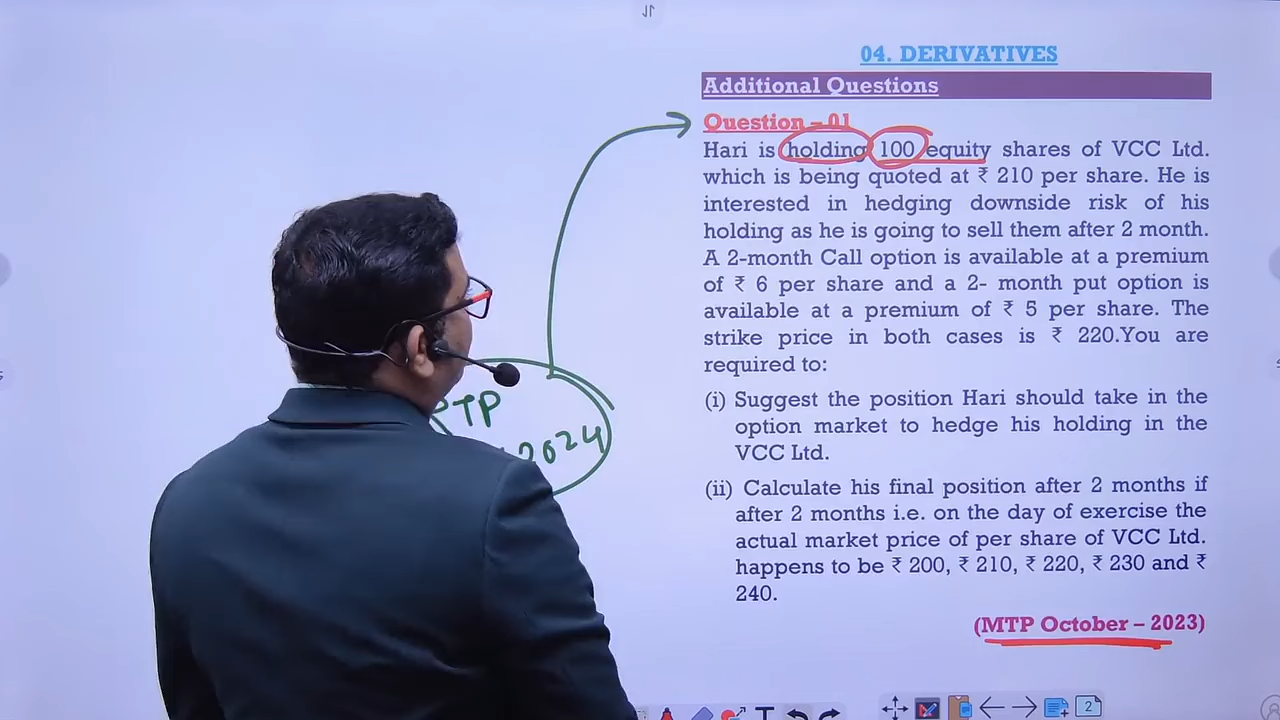 04. DERIVATIVES
Additional Questions
Question – 01
Hari is holding 100 equity shares of VCC Ltd.
which is being quoted at ₹ 210 per share. He is
interested in hedging downside risk of his
holding as he is going to sell them after 2 month.
A 2-month Call option is available at a premium
of ₹ 6 per share and a 2- month put option is
available at a premium of ₹ 5 per share. The
strike price in both cases is ₹ 220.You are
required to:
(i) Suggest the position Hari should take in the
option market to hedge his holding in the
VCC Ltd.
(ii) Calculate his final position after 2 months if
after 2 months i.e. on the day of exercise the
actual market price of per share of VCC Ltd.
happens to be ₹ 200, ₹ 210, ₹ 220, ₹ 230 and ₹
240.
(MTP October – 2023)
RTP
2024
2